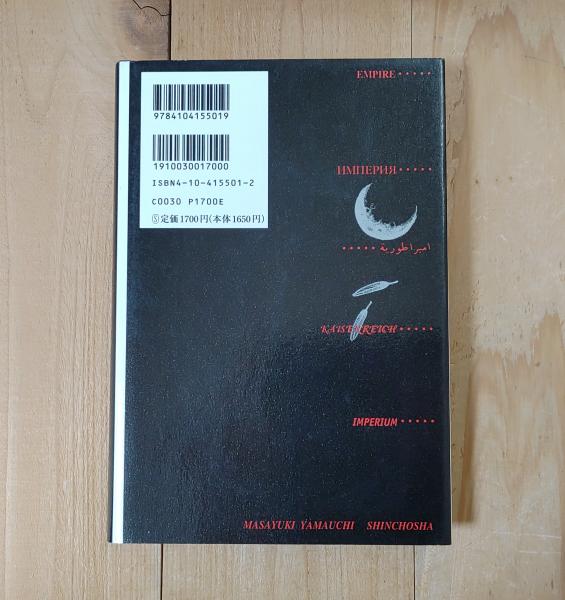 EMPIRE •••••
9784104155019
1910030017000
ISBN4-10-415501-2
C0030 P1700E
Ⓢ定価1700円(本体1650円)
ИМПЕРИЯ •••••
امبراطورية •••••
KAISERREICH •••••
IMPERIUM •••••
MASAYUKI YAMAUCHI SHINCHOSHA